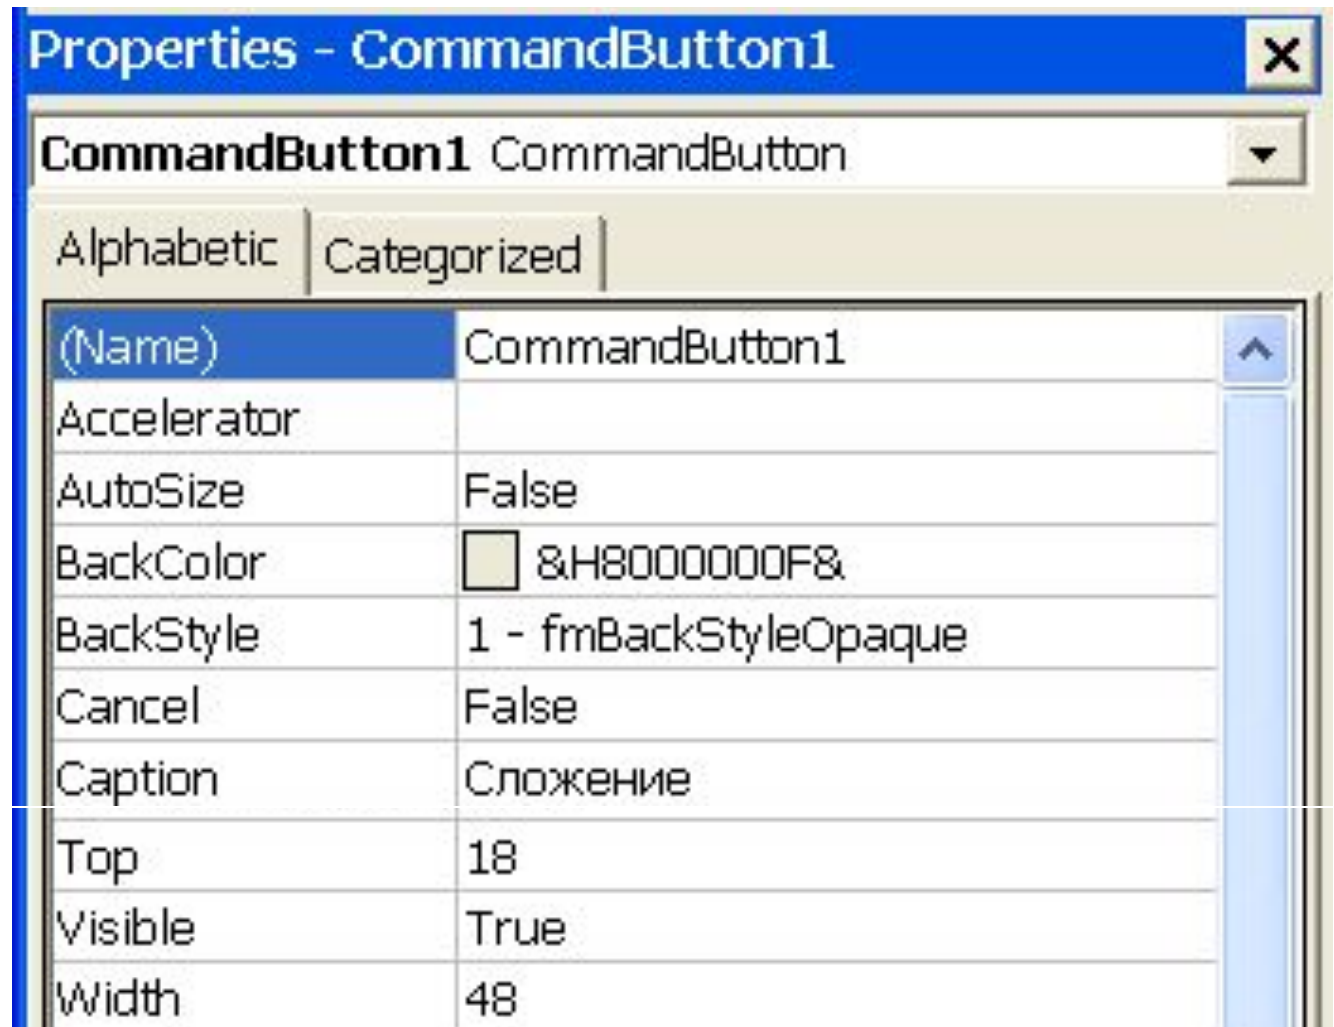 Properties - CommandButton1
CommandButton1 CommandButton
Alphabetic Categorized
(Name) CommandButton1
Accelerator
AutoSize False
BackColor &H8000000F&
BackStyle 1 - fmBackStyleOpaque
Cancel False
Caption Сложение
Top 18
Visible True
Width 48